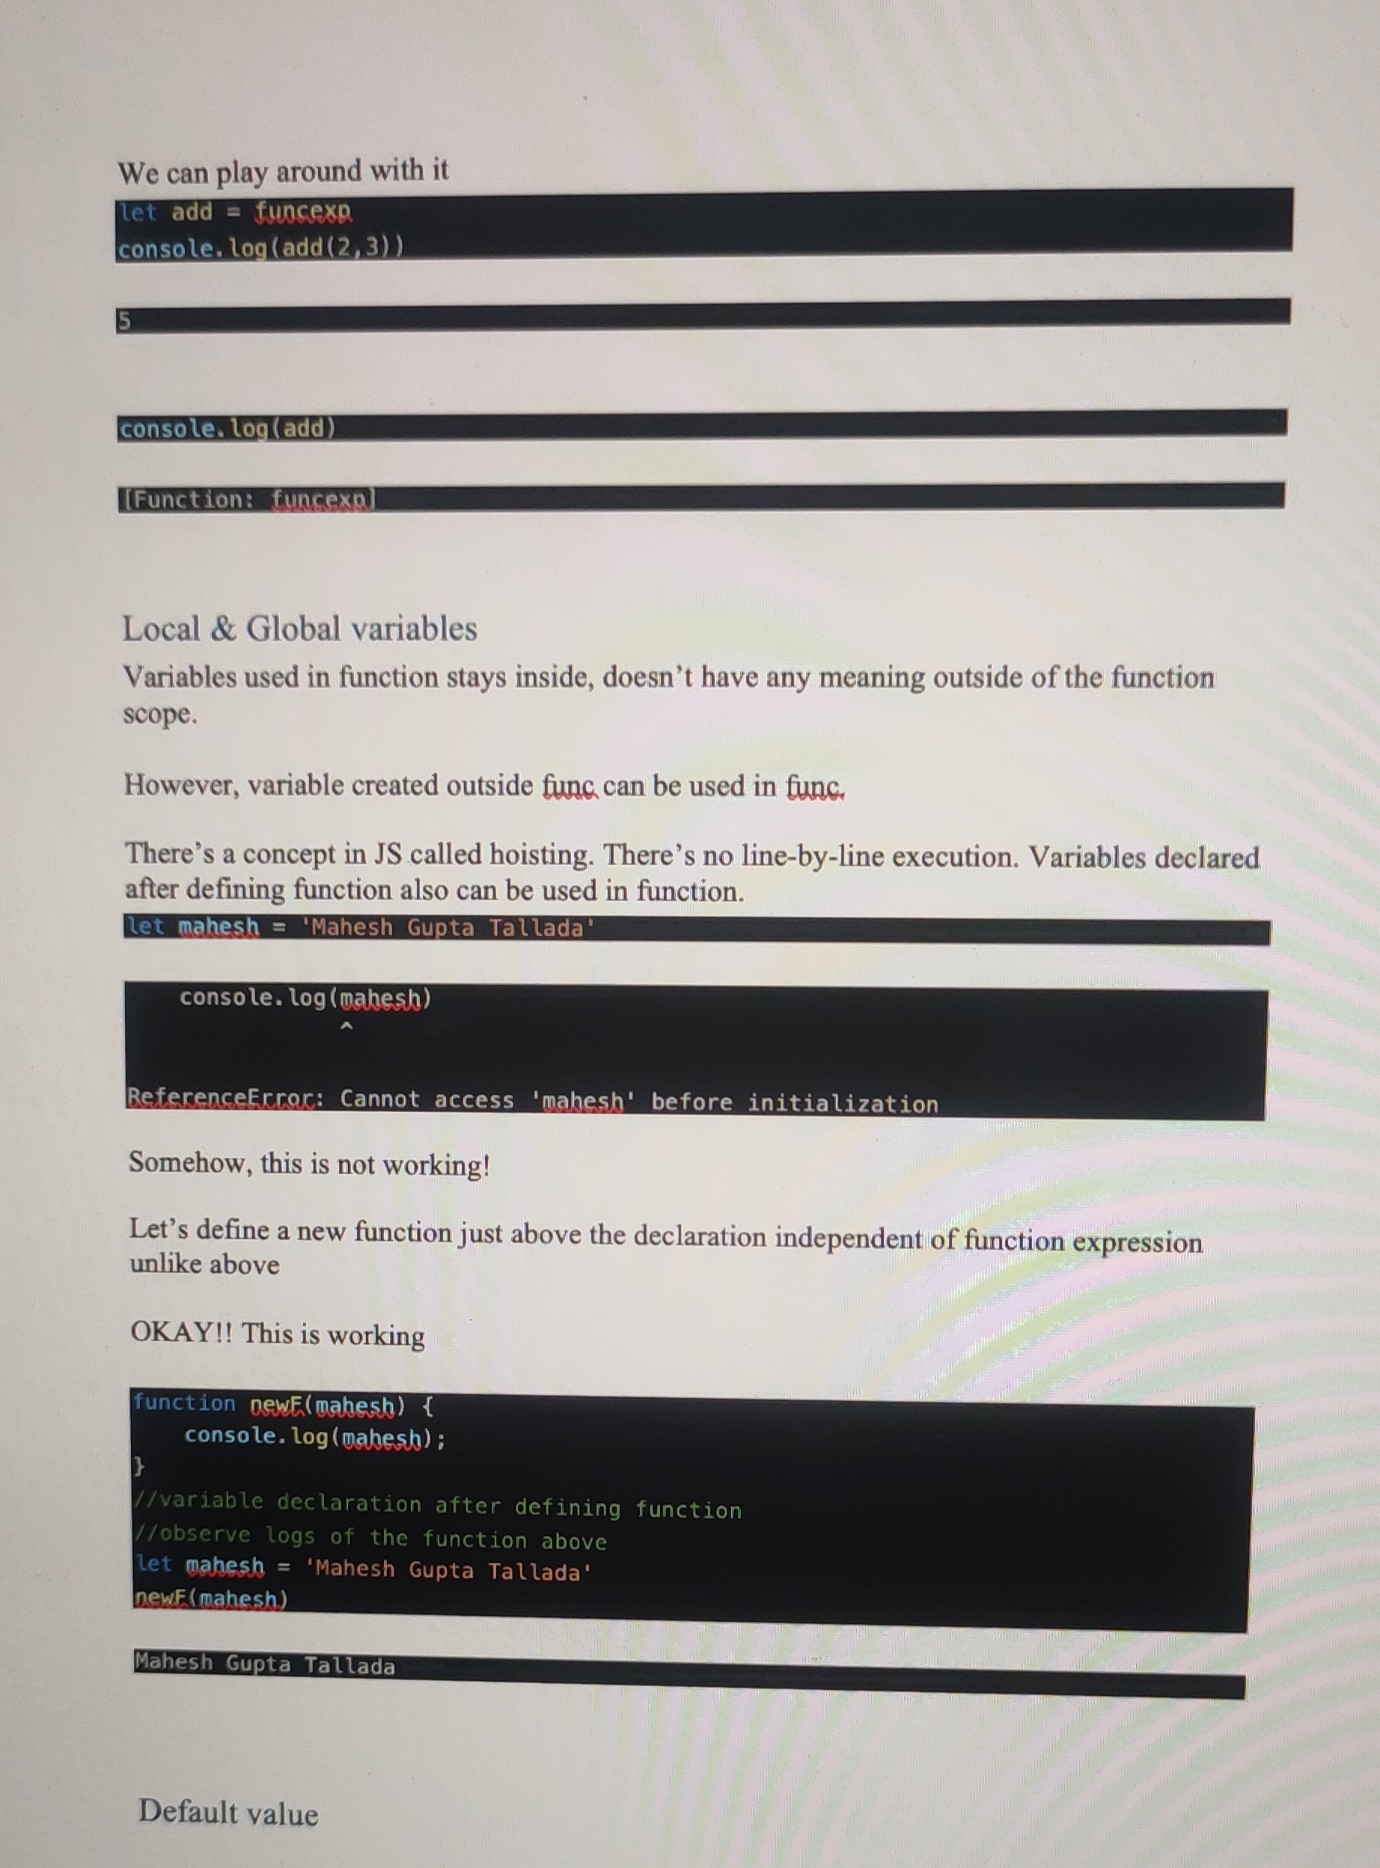 We can play around with it
let add = funcexp
console.log(add(2,3))
5
console.log(add)
[Function: funcexp]
Local & Global variables
Variables used in function stays inside, doesn’t have any meaning outside of the function
scope.
However, variable created outside func can be used in func.
There’s a concept in JS called hoisting. There’s no line-by-line execution. Variables declared
after defining function also can be used in function.
let mahesh = 'Mahesh Gupta Tallada'
console.log(mahesh)
^
ReferenceError: Cannot access 'mahesh' before initialization
Somehow, this is not working!
Let’s define a new function just above the declaration independent of function expression
unlike above
OKAY!! This is working
function newF(mahesh) {
console.log(mahesh);
}
//variable declaration after defining function
//observe logs of the function above
let mahesh = 'Mahesh Gupta Tallada'
newF(mahesh)
Mahesh Gupta Tallada
Default value